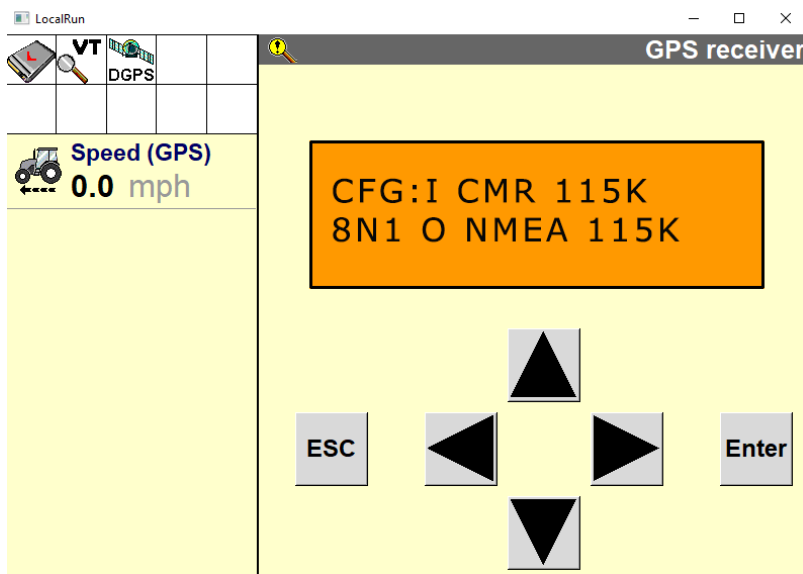 LocalRun
GPS receiver
L
VT
DGPS
Speed (GPS)
0.0 mph
CFG:I CMR 115K
8N1 O NMEA 115K
ESC
Enter